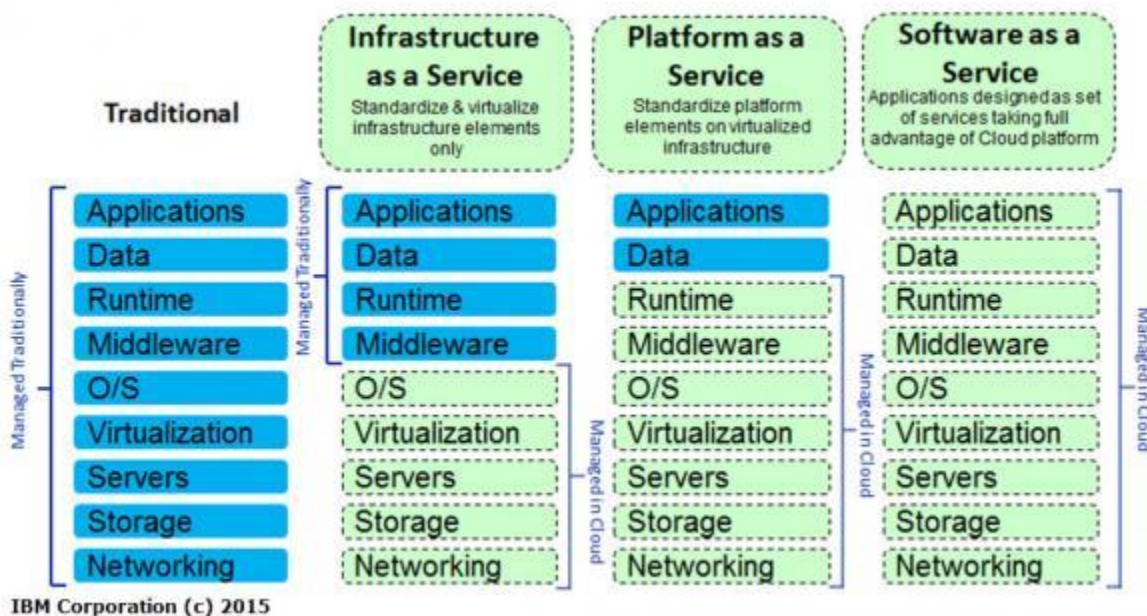 Traditional
Infrastructure
as a Service
Standardize & virtualize
infrastructure elements
only
Platform as a
Service
Standardize platform
elements on virtualized
infrastructure
Software as a
Service
Applications designed as set
of services taking full
advantage of Cloud platform
Managed Traditionally
Applications
Data
Runtime
Middleware
O/S
Virtualization
Servers
Storage
Networking
Managed Traditionally
Applications
Data
Runtime
Middleware
O/S
Virtualization
Servers
Storage
Networking
Managed in Cloud
Applications
Data
Runtime
Middleware
O/S
Virtualization
Servers
Storage
Networking
Managed in Cloud
Applications
Data
Runtime
Middleware
O/S
Virtualization
Servers
Storage
Networking
Managed in Cloud
IBM Corporation (c) 2015